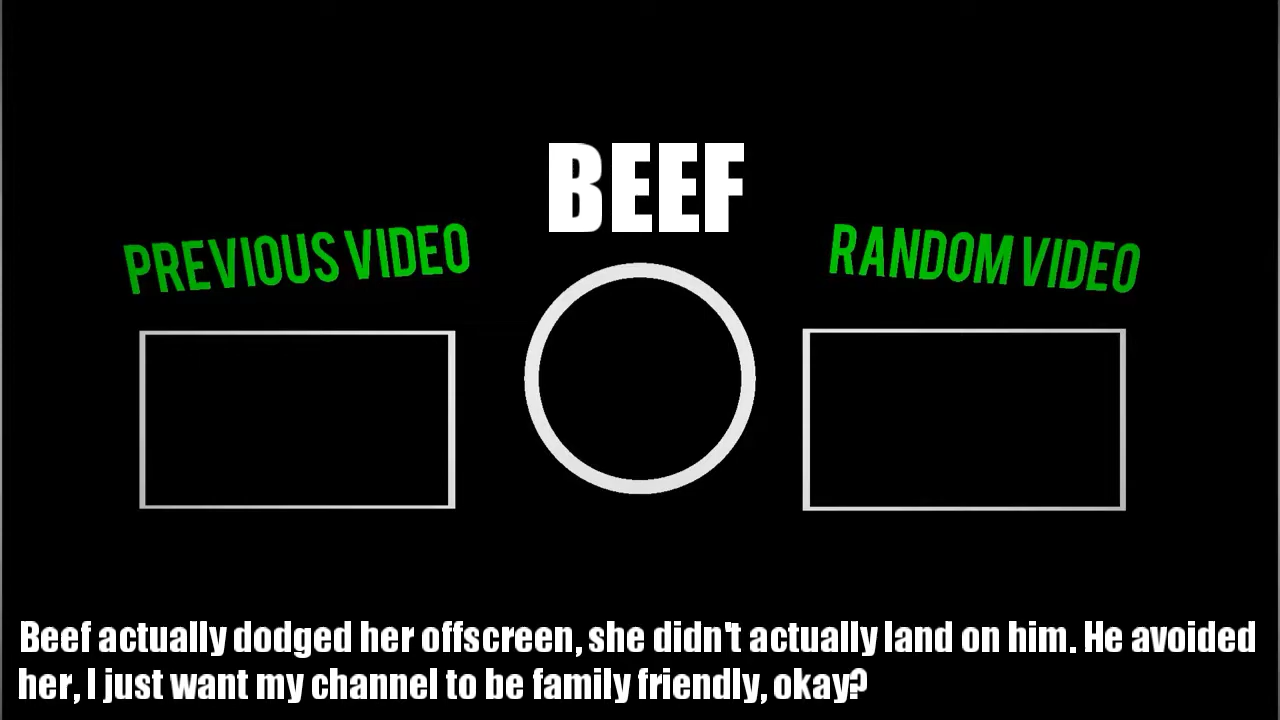 BEEF
PREVIOUS VIDEO
RANDOM VIDEO
Beef actually dodged her offscreen, she didn't actually land on him. He avoided
her, I just want my channel to be family friendly, okay?